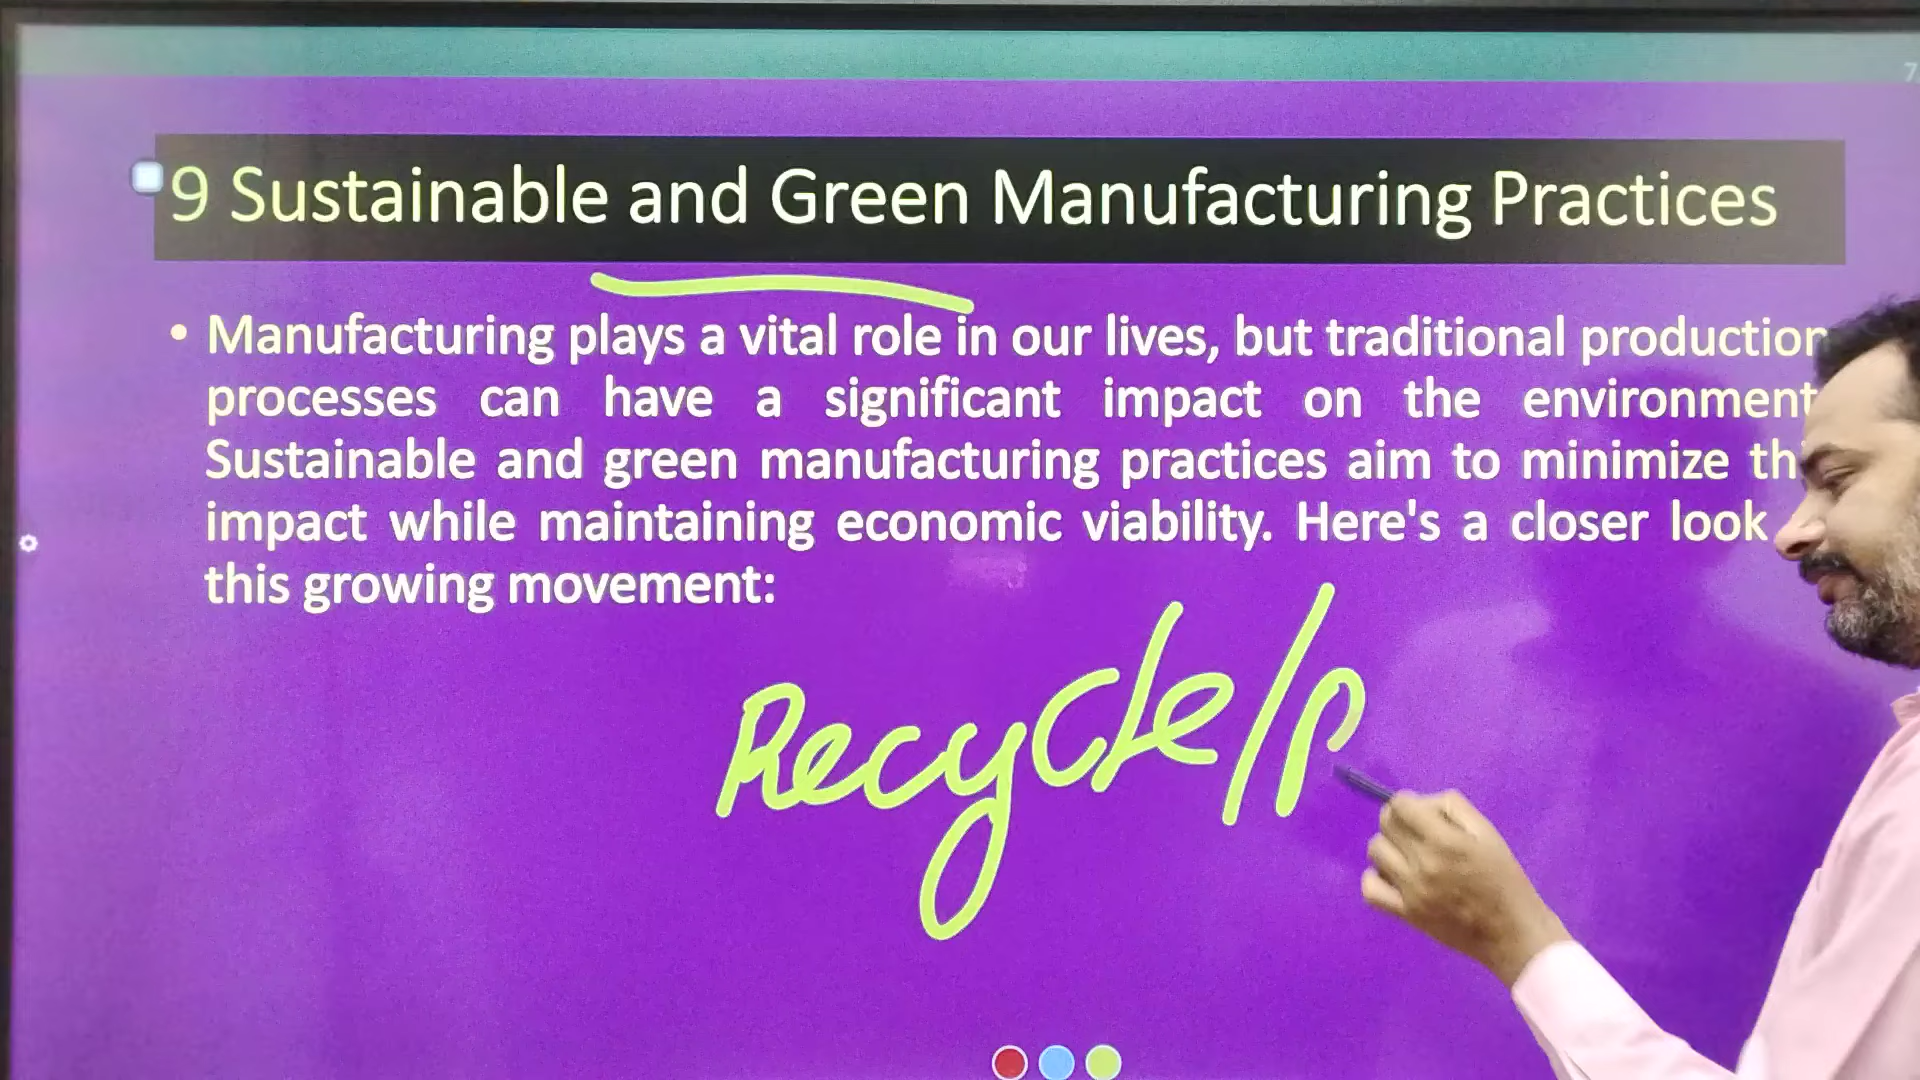 7
9 Sustainable and Green Manufacturing Practices
• Manufacturing plays a vital role in our lives, but traditional production
processes can have a significant impact on the environment
Sustainable and green manufacturing practices aim to minimize
impact while maintaining economic viability. Here's a closer look
this growing movement:
Recycle/p